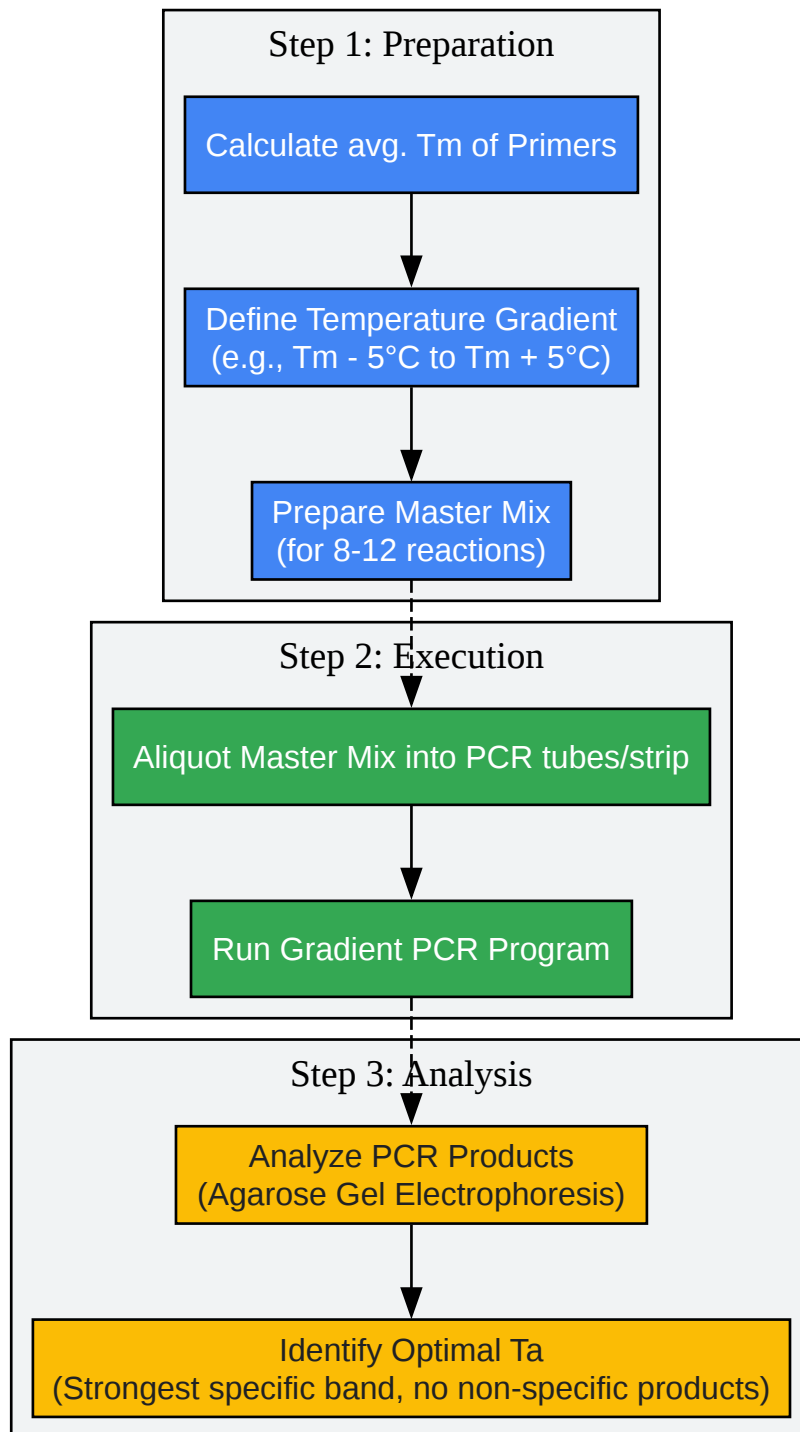 Step 1: Preparation
Calculate avg. Tm of Primers
Define Temperature Gradient
(e.g., Tm - 5°C to Tm + 5°C)
Prepare Master Mix
(for 8-12 reactions)
Step 2: Execution
Aliquot Master Mix into PCR tubes/strip
Run Gradient PCR Program
Step 3: Analysis
Analyze PCR Products
(Agarose Gel Electrophoresis)
Identify Optimal Ta
(Strongest specific band, no non-specific products)